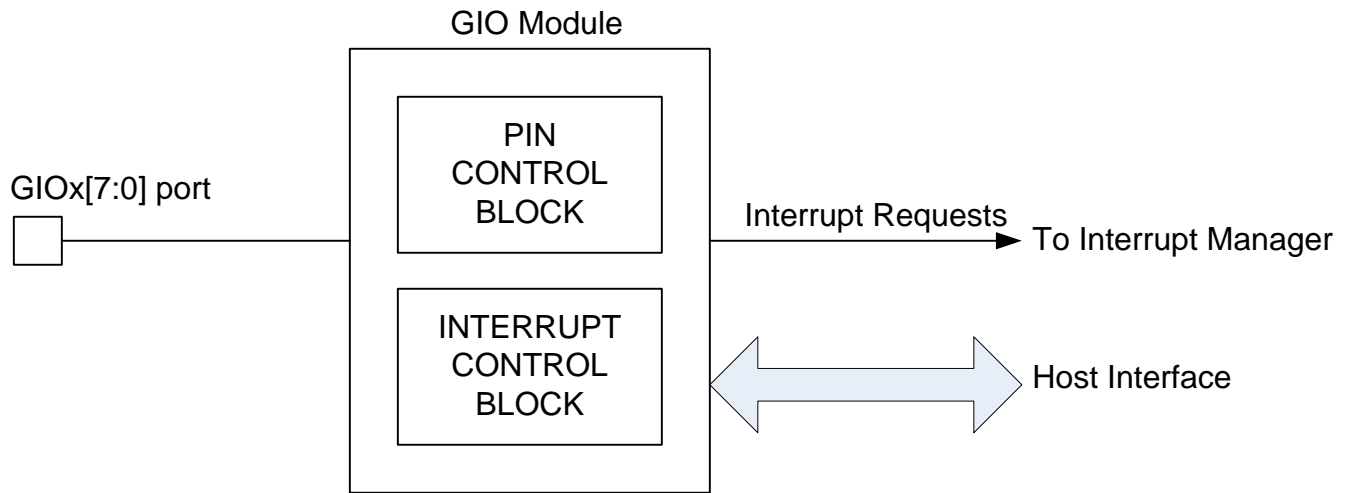 GIO Module
PIN
CONTROL
BLOCK
GIOx[7:0] port
Interrupt Requests
To Interrupt Manager
INTERRUPT
CONTROL
BLOCK
Host Interface